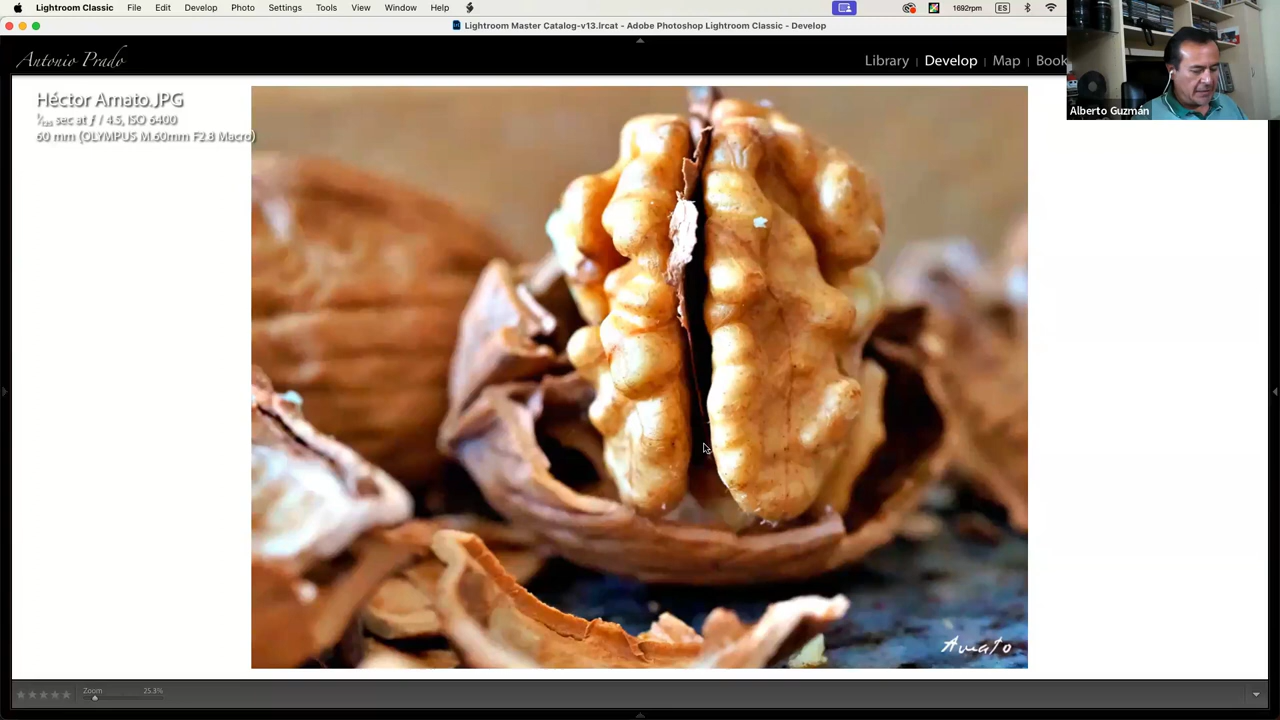 Lightroom Classic File Edit Develop Photo Settings Tools View Window Help 1692rpm ES
Lightroom Master Catalog-v13.lrcat - Adobe Photoshop Lightroom Classic - Develop
Antonio Prado
Library | Develop | Map | Book
Héctor Amato.JPG
sec at ƒ / 4.5, ISO 6400
60 mm (OLYMPUS M.60mm F2.8 Macro)
Alberto Guzmán
Amato
Zoom 25.3%